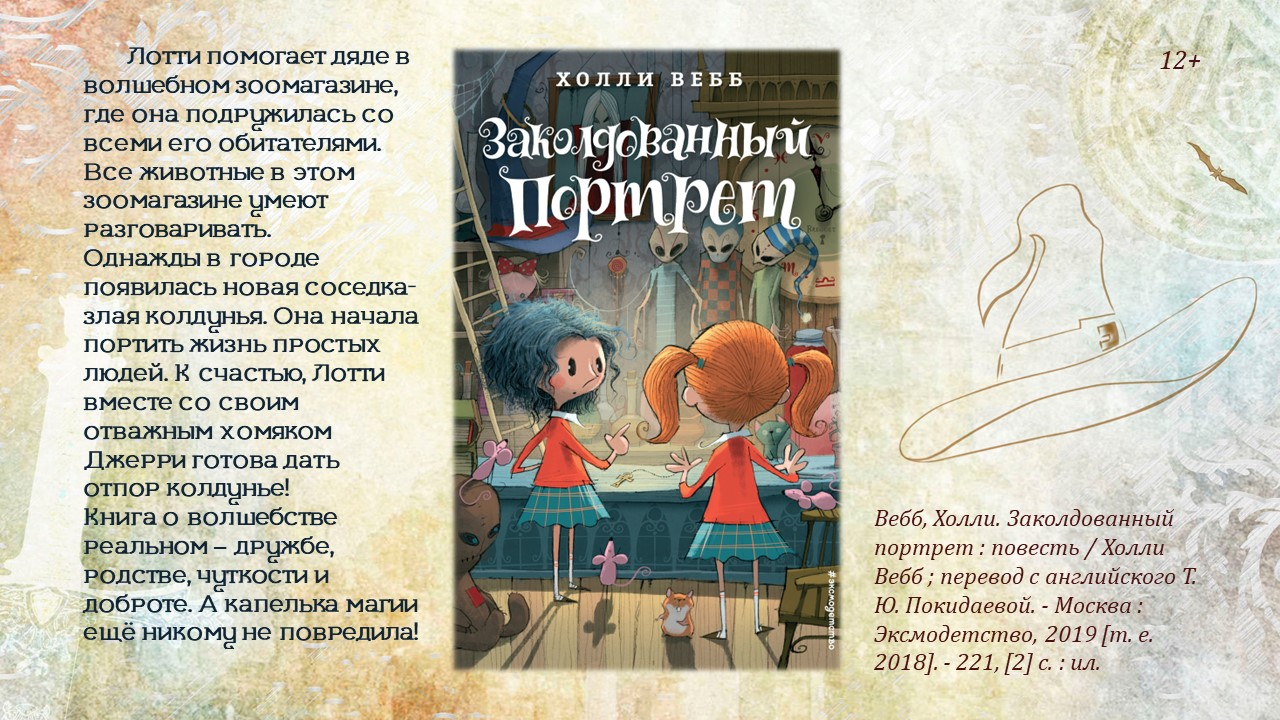 Лотти помогает дяде в
волшебном зоомагазине,
где она подружилась со
всеми его обитателями.
Все животные в этом
зоомагазине умеют
разговаривать.
Однажды в городе
появилась новая соседка-
злая колдунья. Она начала
портить жизнь простых
людей. К счастью, Лотти
вместе со своим
отважным хомяком
Джерри готова дать
отпор колдунье!
Книга о волшебстве
реальном – дружбе,
родстве, чуткости и
доброте. А капелька магии
ещё никому не повредила!
ХОЛЛИ ВЕББ
Заколдованный
Портрет
#эксмодетство
12+
Вебб, Холли. Заколдованный
портрет : повесть / Холли
Вебб ; перевод с английского Т.
Ю. Покидаевой. - Москва :
Эксмодетство, 2019 [т. е.
2018]. - 221, [2] с. : ил.